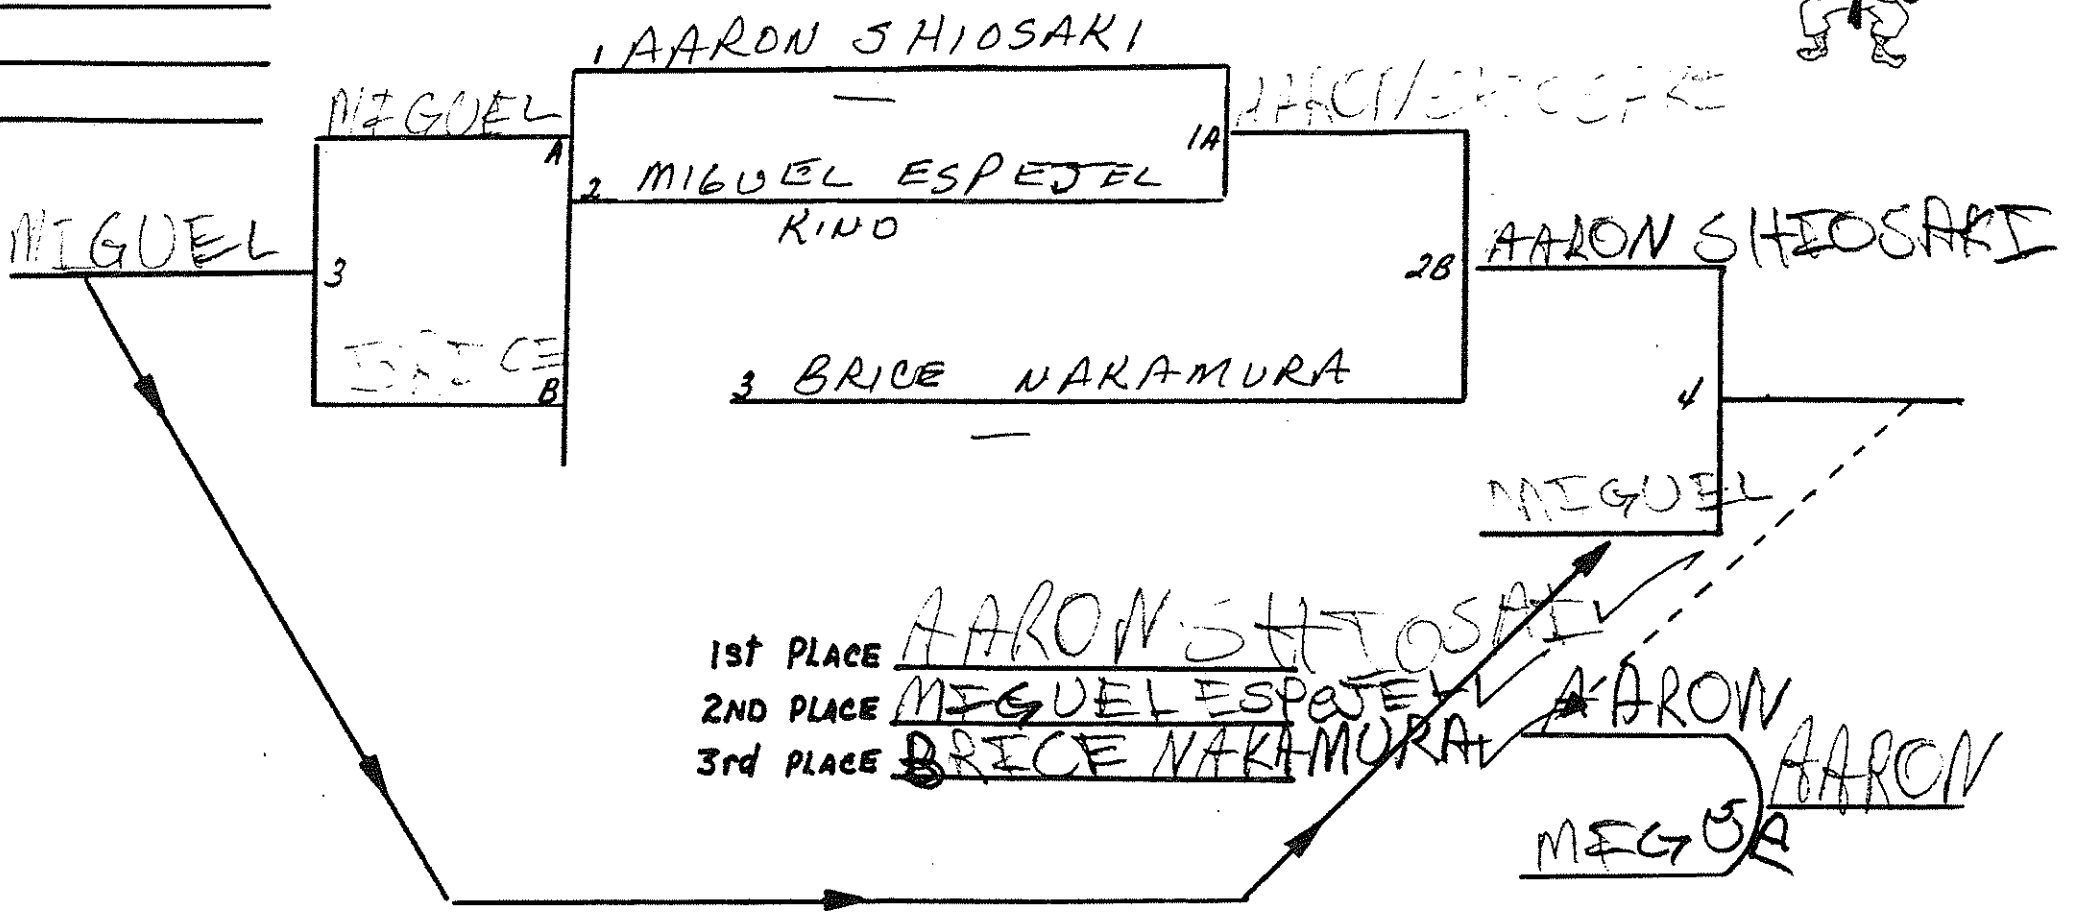 1 AARON SHIOSAKI
MIGUEL
A
1A
2 MIGUEL ESPEJEL
KINO
MIGUEL
3
2B
AARON SHIOSAKI
B
3 BRICE NAKAMURA
4
MIGUEL
1st PLACE AARON SHIOSAI
2ND PLACE MIGUEL ESPEJEL
3rd PLACE BRICE NAKAMURA
AARON
AARON
5